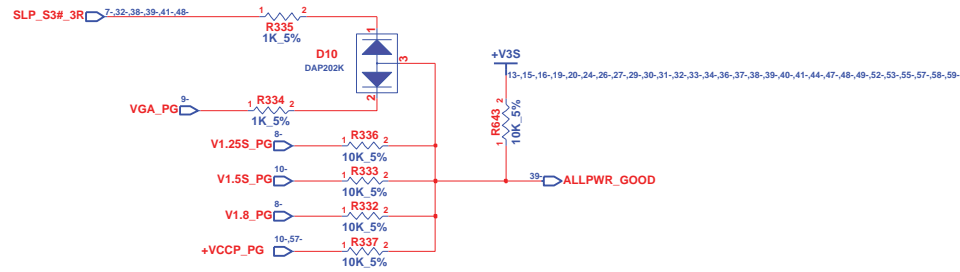 SLP_S3#_3R 7-,32-,38-,39-,41-,48- 1 2
R335
1K_5%
1
D10
DAP202K
3
2
+V3S
13-,15-,16-,19-,20-,24-,26-,27-,29-,30-,31-,32-,33-,34-,36-,37-,38-,39-,40-,41-,44-,47-,48-,49-,52-,53-,55-,57-,58-,59-
VGA_PG 9- 1 R334 2
1K_5%
1 R643 2
10K_5%
V1.25S_PG 8- 1 R336 2
10K_5%
V1.5S_PG 10- 1 R333 2
10K_5%
39- ALLPWR_GOOD
V1.8_PG 8- 1 R332 2
10K_5%
+VCCP_PG 10-,57- 1 R337 2
10K_5%